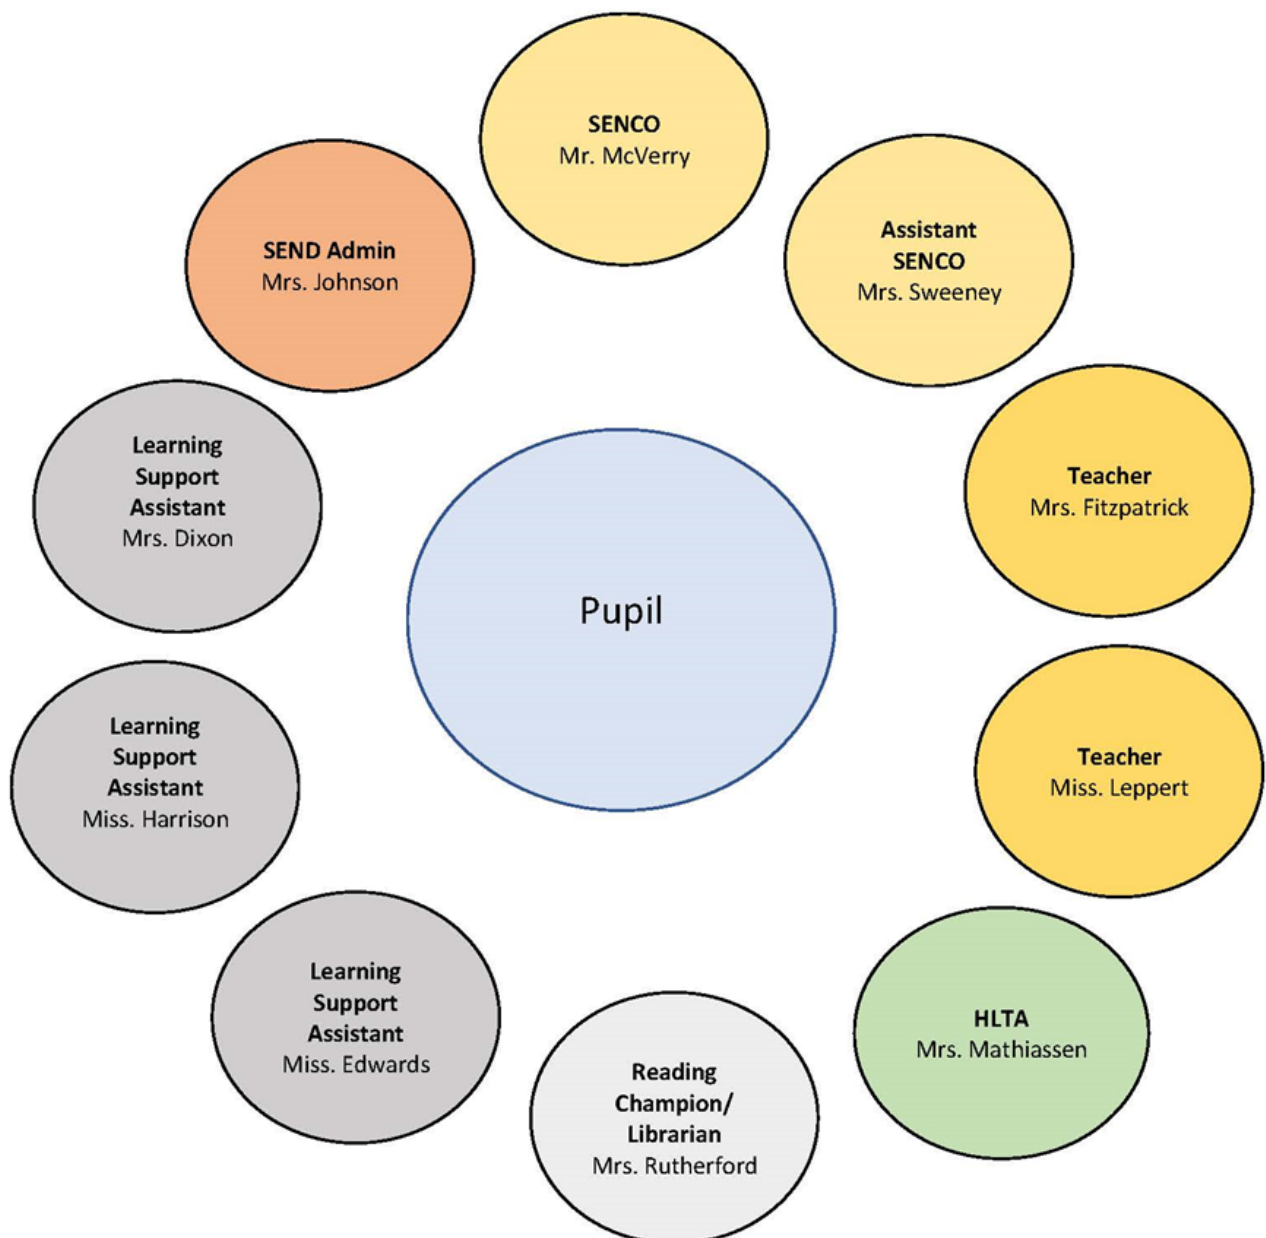 SENCO
Mr. McVerry
Assistant
SENCO
Mrs. Sweeney
Teacher
Mrs. Fitzpatrick
Teacher
Miss. Leppert
HLTA
Mrs. Mathiassen
Reading
Champion/
Librarian
Mrs. Rutherford
Learning
Support
Assistant
Miss. Edwards
Learning
Support
Assistant
Miss. Harrison
Learning
Support
Assistant
Mrs. Dixon
SEND Admin
Mrs. Johnson
Pupil